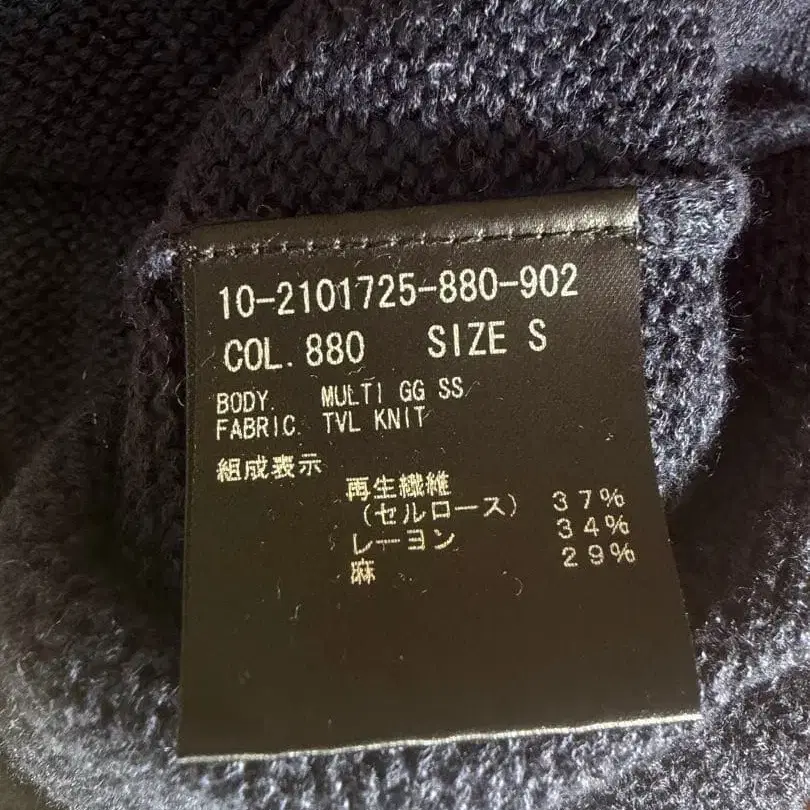 10-2101725-880-902
COL. 880 SIZE S
BODY. MULTI GG SS
FABRIC. TVL KNIT
組成表示
再生繊維
(セルロース) 37%
レーヨン 34%
麻 29%